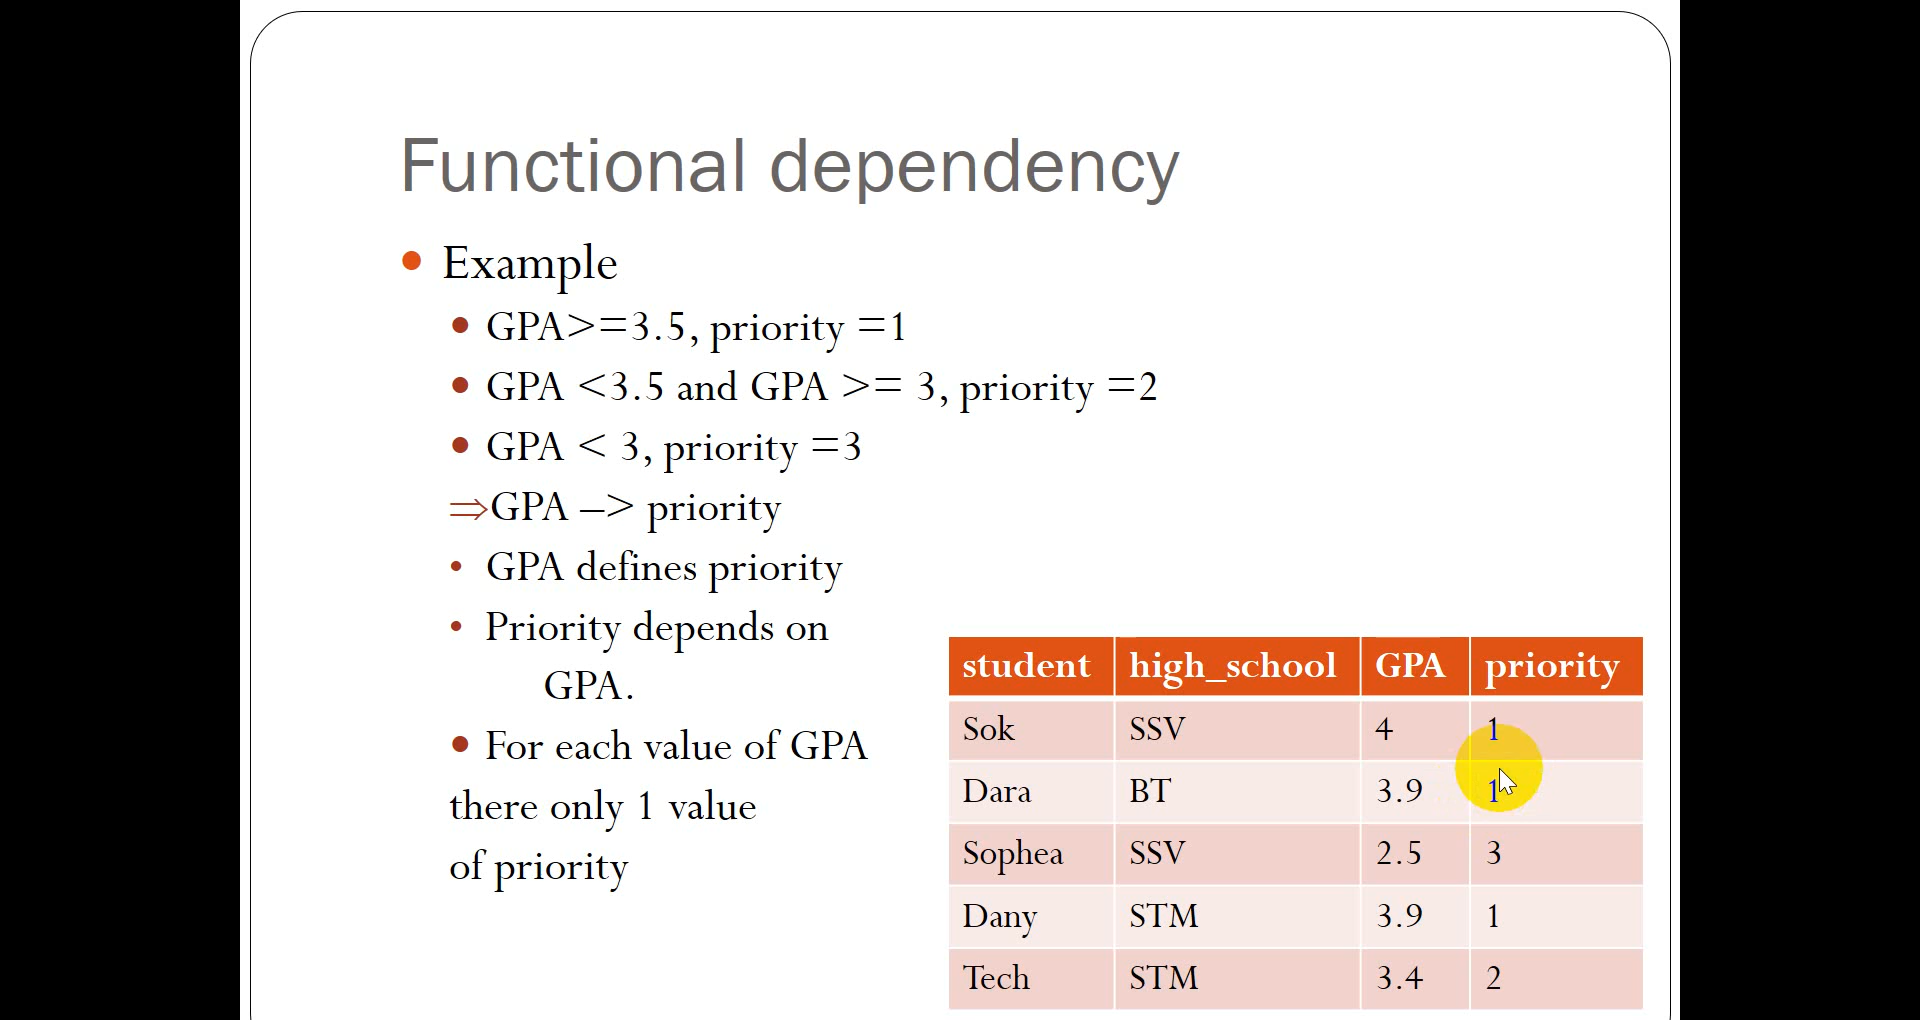 Functional dependency
• Example
• GPA>=3.5, priority =1
• GPA <3.5 and GPA >= 3, priority =2
• GPA < 3, priority =3
⇒GPA –> priority
• GPA defines priority
• Priority depends on
GPA.
• For each value of GPA
there only 1 value
of priority
student high_school GPA priority
Sok SSV 4 1
Dara BT 3.9 1
Sophea SSV 2.5 3
Dany STM 3.9 1
Tech STM 3.4 2